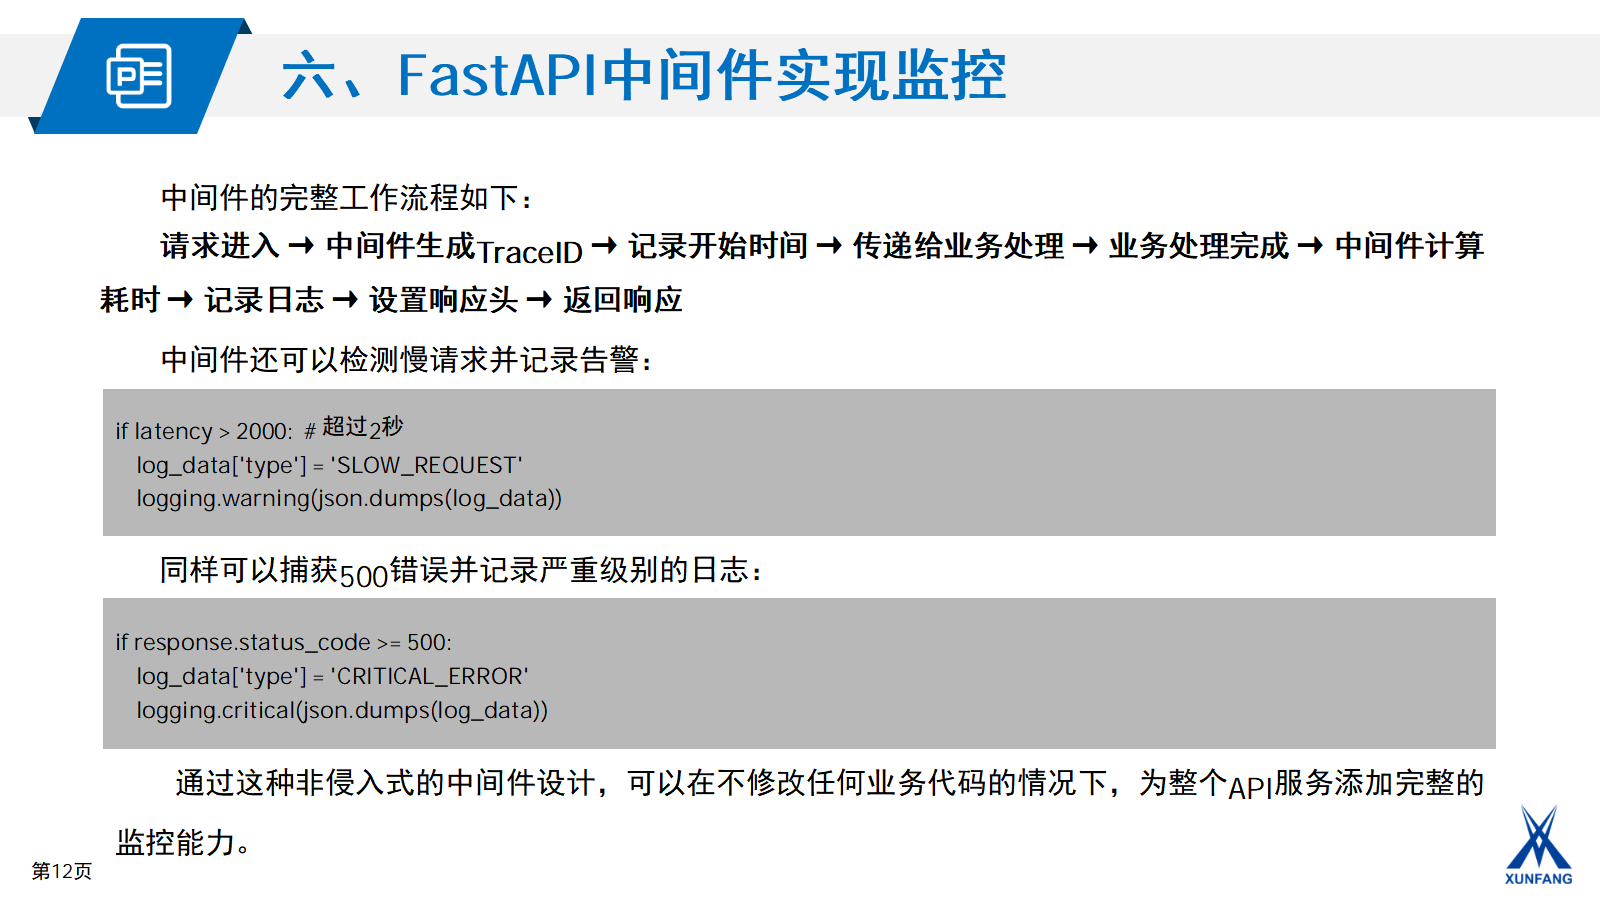 六、FastAPI中间件实现监控
中间件的完整工作流程如下：
请求进入 → 中间件生成TraceID → 记录开始时间 → 传递给业务处理 → 业务处理完成 → 中间件计算
耗时 → 记录日志 → 设置响应头 → 返回响应
中间件还可以检测慢请求并记录告警：
if latency > 2000:  # 超过2秒
    log_data['type'] = 'SLOW_REQUEST'
    logging.warning(json.dumps(log_data))
同样可以捕获500错误并记录严重级别的日志：
if response.status_code >= 500:
    log_data['type'] = 'CRITICAL_ERROR'
    logging.critical(json.dumps(log_data))
通过这种非侵入式的中间件设计，可以在不修改任何业务代码的情况下，为整个API服务添加完整的
监控能力。
第12页
XUNFANG